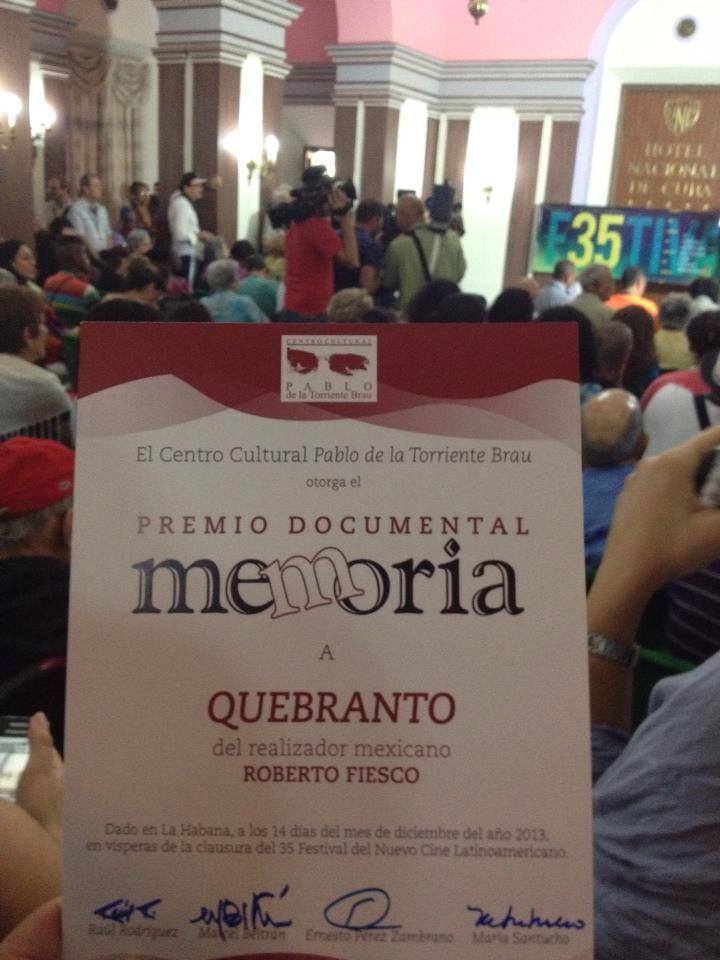 HOTEL
NACIONAL
DE CUBA
35
CENTRO CULTURAL
PABLO
de la Torriente Brau
El Centro Cultural Pablo de la Torriente Brau
otorga el
PREMIO DOCUMENTAL
memoria
A
QUEBRANTO
del realizador mexicano
ROBERTO FIESCO
Dado en La Habana, a los 14 días del mes de diciembre del año 2013,
en vísperas de la clausura del 35 Festival del Nuevo Cine Latinoamericano.
Raúl Rodríguez Marcel Beltrán Ernesto Pérez Zambrano María Santucho